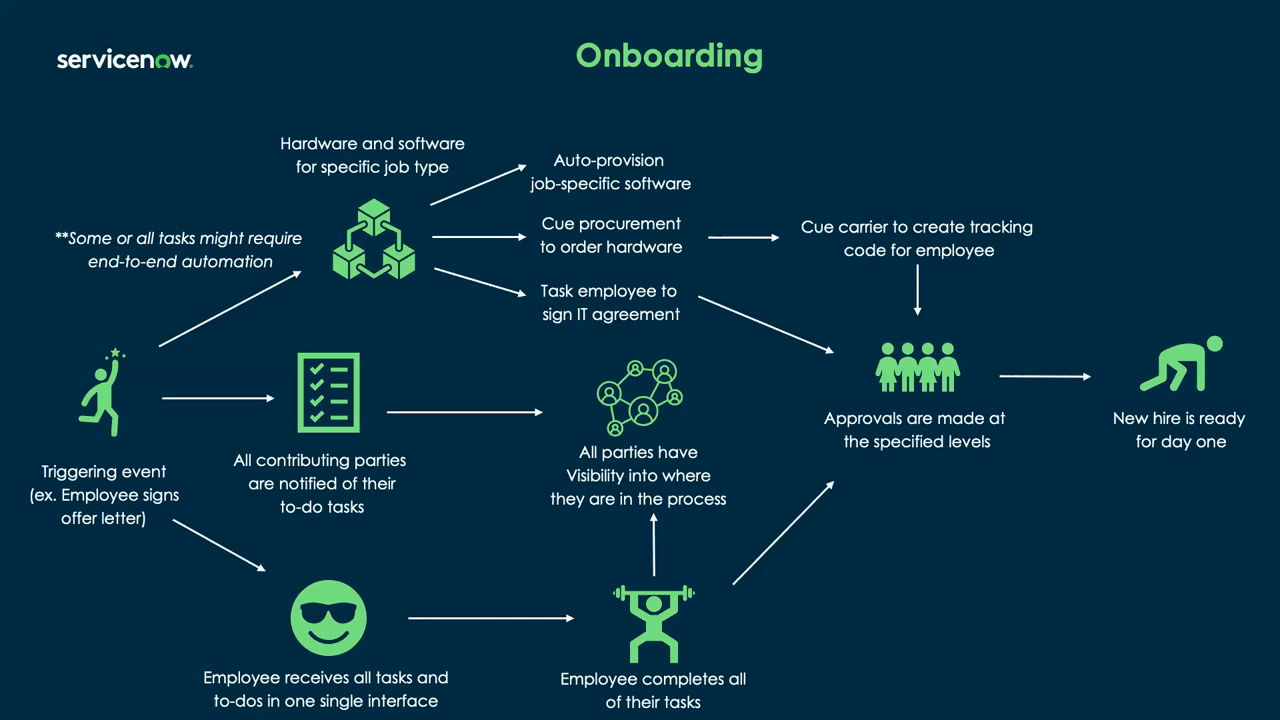 servicenow.
Onboarding
Hardware and software
for specific job type
**Some or all tasks might require
end-to-end automation
Auto-provision
job-specific software
Cue procurement
to order hardware
Task employee to
sign IT agreement
Cue carrier to create tracking
code for employee
Triggering event
(ex. Employee signs
offer letter)
All contributing parties
are notified of their
to-do tasks
All parties have
Visibility into where
they are in the process
Approvals are made at
the specified levels
New hire is ready
for day one
Employee receives all tasks and
to-dos in one single interface
Employee completes all
of their tasks